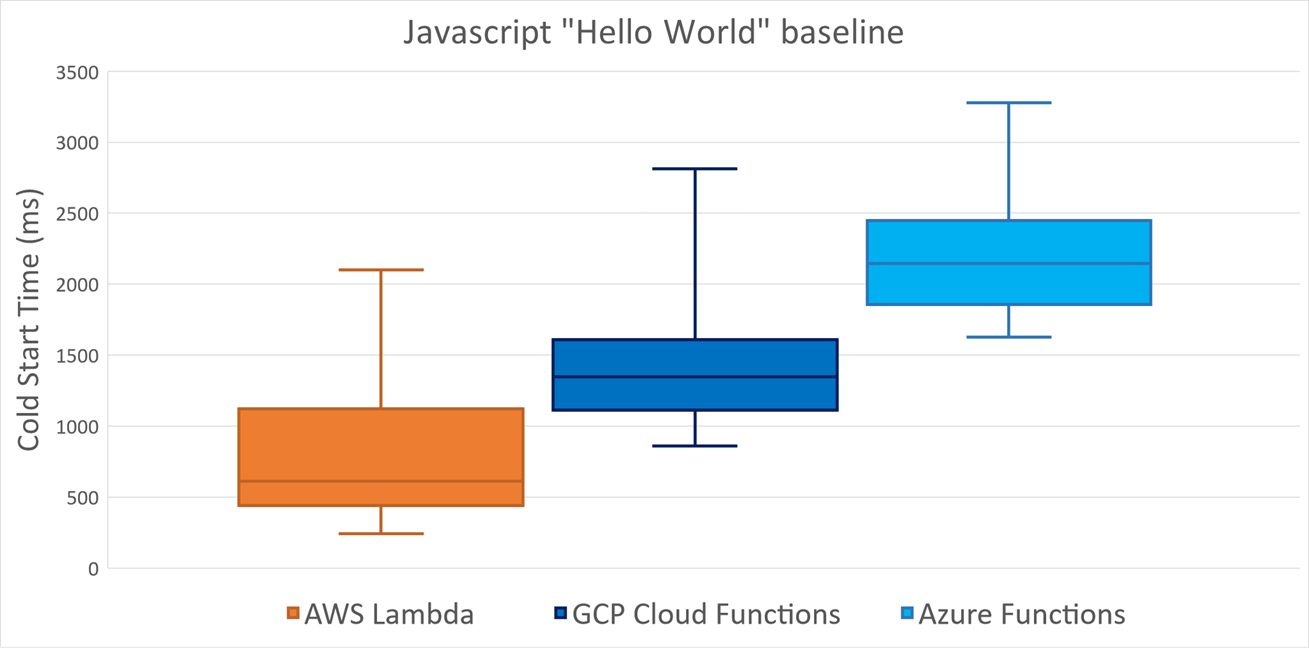 Javascript "Hello World" baseline
3500
3000
2500
2000
1500
1000
500
0
Cold Start Time (ms)
AWS Lambda
GCP Cloud Functions
Azure Functions